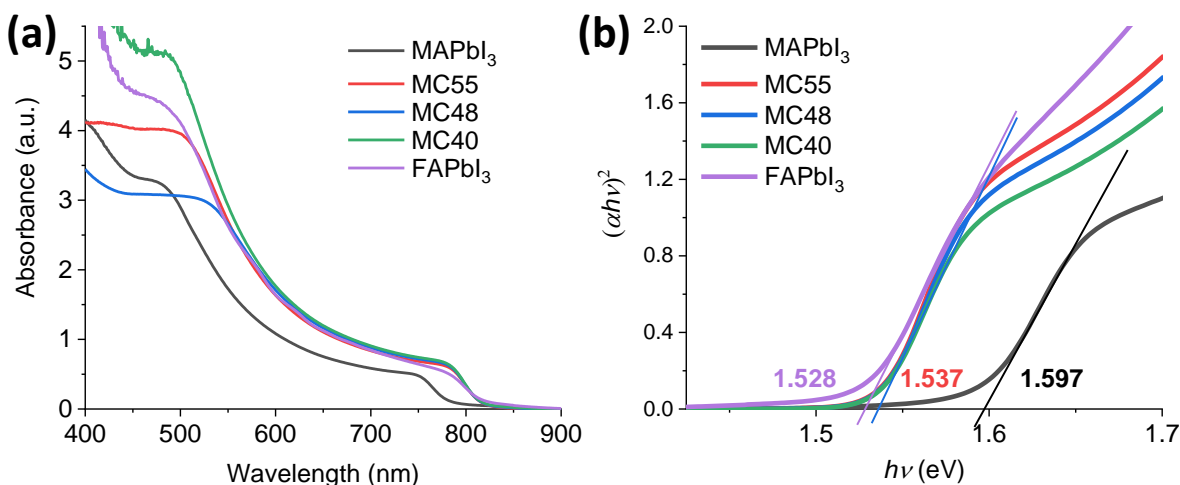 (a)
Absorbance (a.u.)
5
4
3
2
1
0
400
500
600
700
800
900
Wavelength (nm)
MAPbI₃
MC55
MC48
MC40
FAPbI₃
(b)
(αhν)²
2.0
1.6
1.2
0.8
0.4
0.0
1.5
1.6
1.7
hν (eV)
MAPbI₃
MC55
MC48
MC40
FAPbI₃
1.528
1.537
1.597